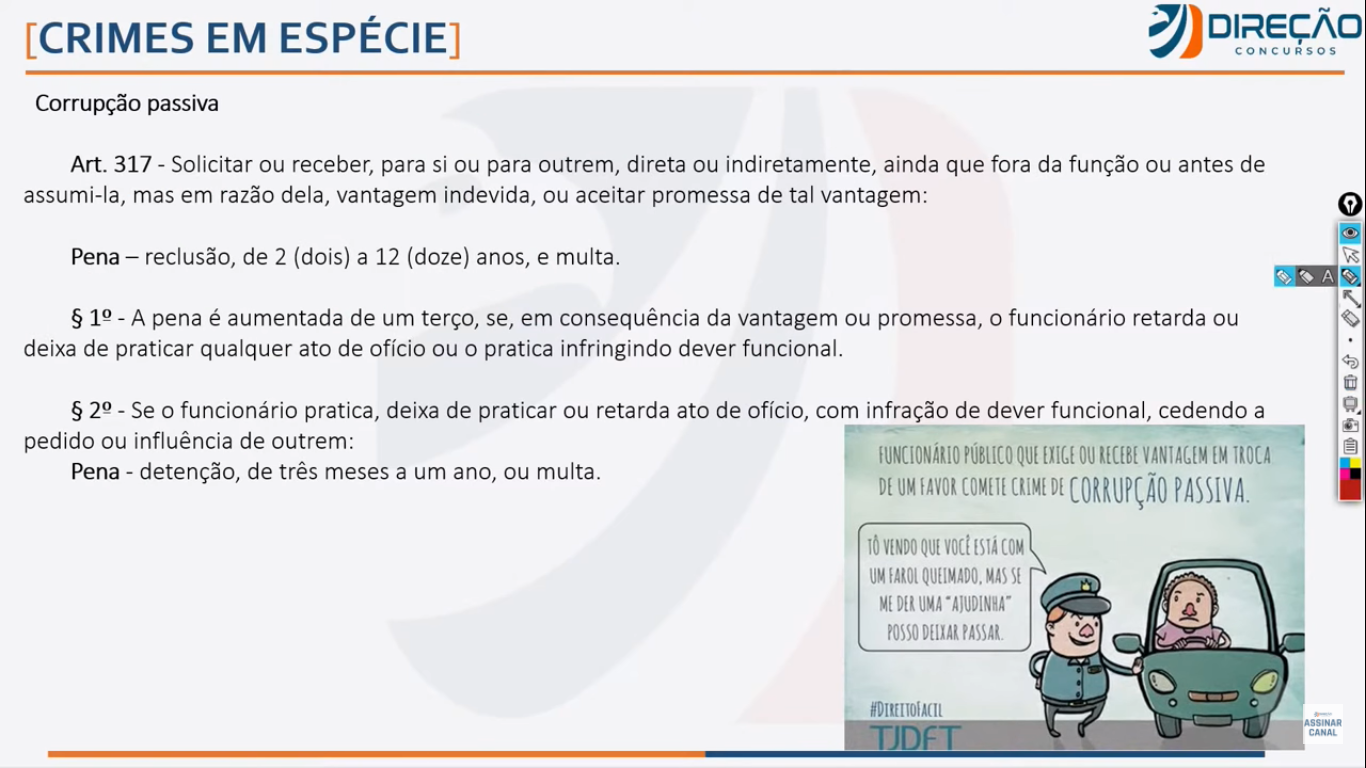 [CRIMES EM ESPÉCIE]
DIREÇÃO
CONCURSOS
Corrupção passiva
Art. 317 - Solicitar ou receber, para si ou para outrem, direta ou indiretamente, ainda que fora da função ou antes de
assumi-la, mas em razão dela, vantagem indevida, ou aceitar promessa de tal vantagem:
Pena – reclusão, de 2 (dois) a 12 (doze) anos, e multa.
§ 1º - A pena é aumentada de um terço, se, em consequência da vantagem ou promessa, o funcionário retarda ou
deixa de praticar qualquer ato de ofício ou o pratica infringindo dever funcional.
§ 2º - Se o funcionário pratica, deixa de praticar ou retarda ato de ofício, com infração de dever funcional, cedendo a
pedido ou influência de outrem:
Pena - detenção, de três meses a um ano, ou multa.
FUNCIONÁRIO PÚBLICO QUE EXIGE OU RECEBE VANTAGEM EM TROCA
DE UM FAVOR COMETE CRIME DE CORRUPÇÃO PASSIVA.
TÔ VENDO QUE VOCÊ ESTÁ COM
UM FAROL QUEIMADO, MAS SE
ME DER UMA "AJUDINHA"
POSSO DEIXAR PASSAR.
#DIREITOFACIL
TJDFT
ASSINAR
CANAL
A